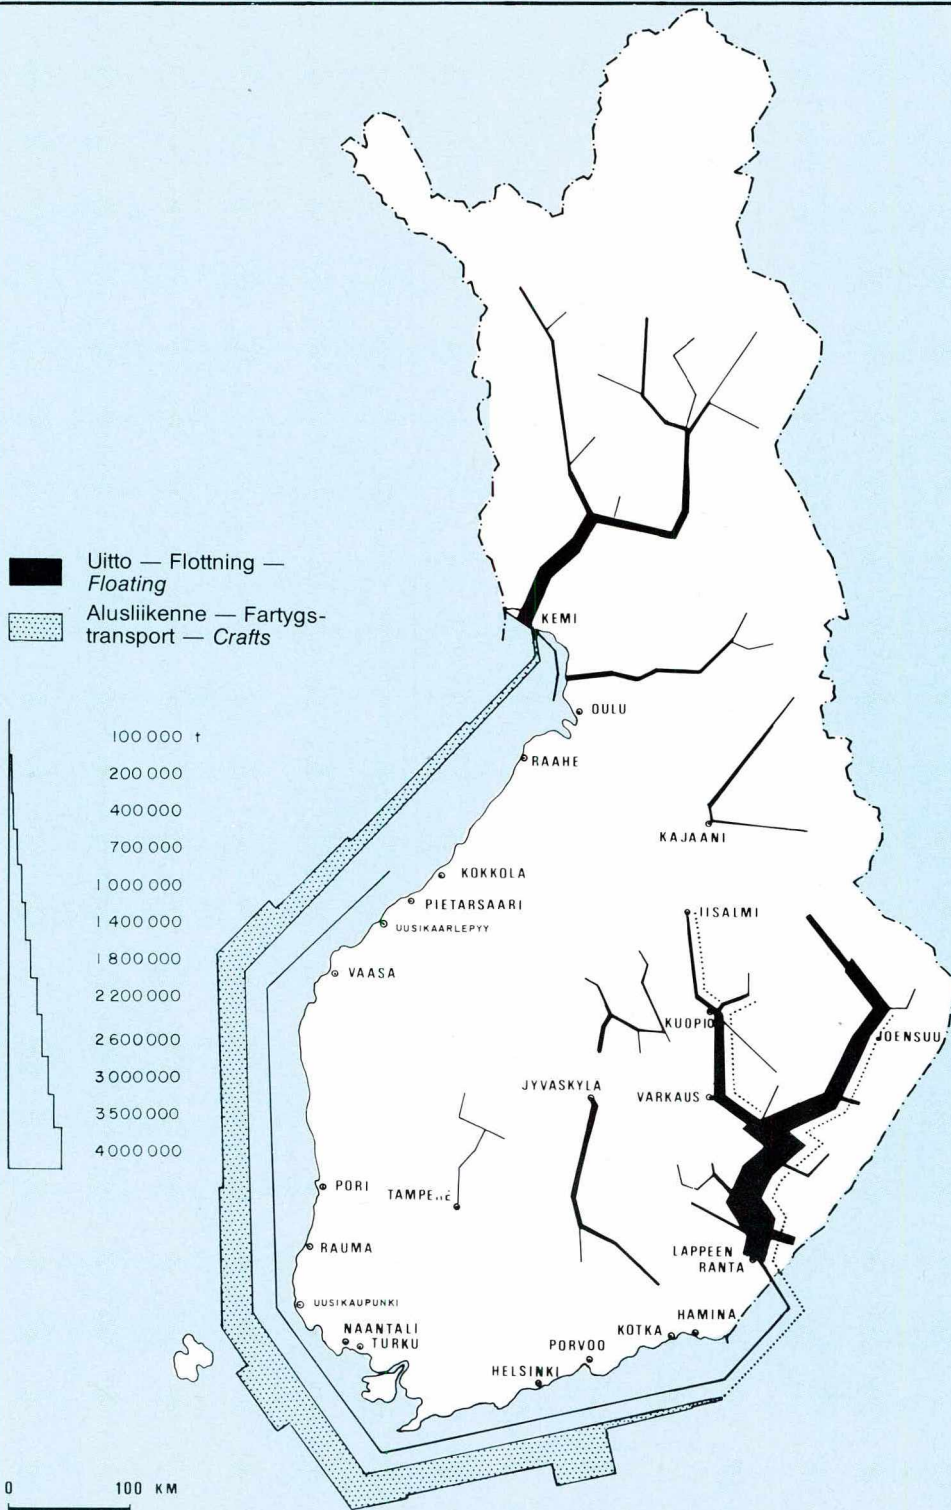 Uitto — Flottning —
Floating
Alusliikenne — Fartygs-
transport — Crafts
100 000 t
200 000
400 000
700 000
1 000 000
1 400 000
1 800 000
2 200 000
2 600 000
3 000 000
3 500 000
4 000 000
KEMI
OULU
RAAHE
KAJAANI
KOKKOLA
PIETARSAARI
UUSIKAARLEPYY
IISALMI
VAASA
KUOPIO
JOENSUU
JYVASKYLA
VARKAUS
PORI
TAMPERE
RAUMA
LAPPEEN
RANTA
UUSIKAUPUNKI
HAMINA
NAANTALI
KOTKA
TURKU
PORVOO
HELSINKI
0 100 KM